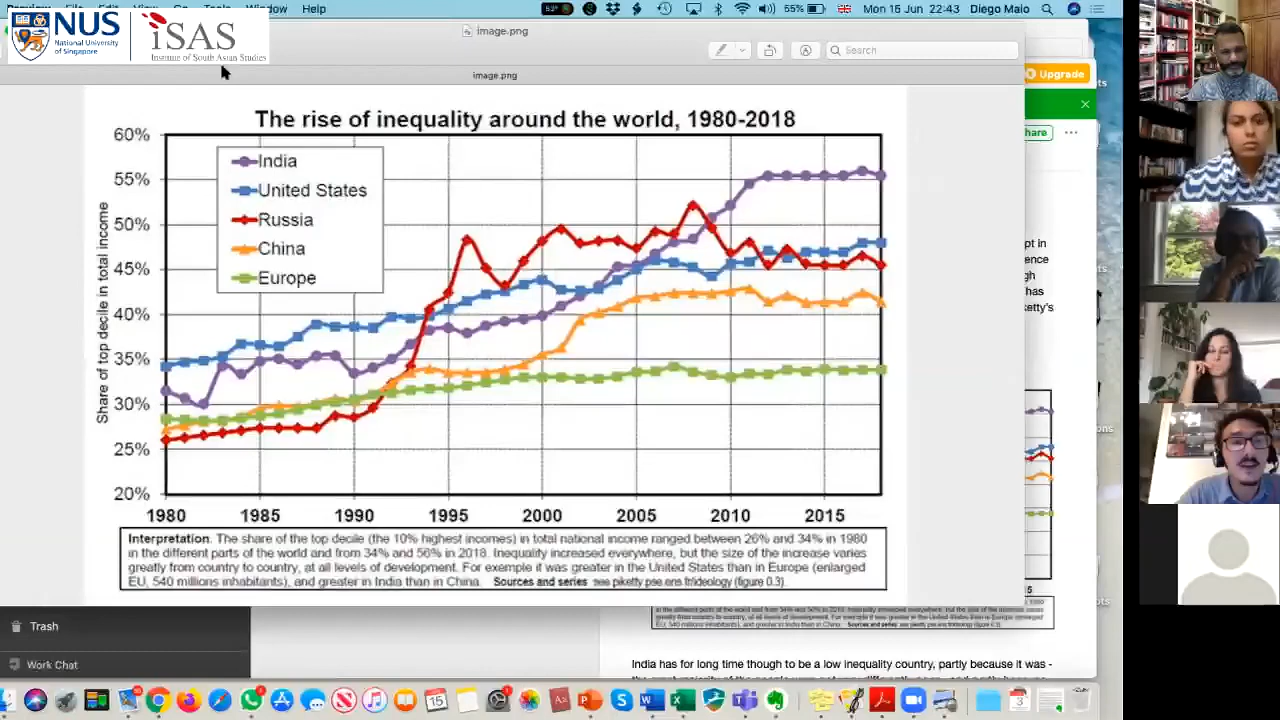 Window
Help
55%
Mon 15 Jun 22:43
Diego Maio
NUS
National University
of Singapore
iSAS
Institute of South Asian Studies
image.png
Search
image.png
Upgrade
hare
The rise of inequality around the world, 1980-2018
Share of top decile in total income
60%
55%
50%
45%
40%
35%
30%
25%
20%
India
United States
Russia
China
Europe
1980
1985
1990
1995
2000
2005
2010
2015
Interpretation. The share of the top decile (the 10% highest incomes) in total national income ranged between 26% and 34% in 1980
in the different parts of the world and from 34% and 56% in 2018. Inequality increased everywhere, but the size of the increase varies
greatly from country to country, at all levels of development. For example it was greater in the United States than in Europe (enlarged
EU, 540 millions inhabitants), and greater in India than in China. Sources and series: see piketty.pse.ens.fr/ideology (figure 0.3).
pt in
ence
gh
has
ketty's
Trash
Work Chat
India has for long time though to be a low inequality country, partly because it was -